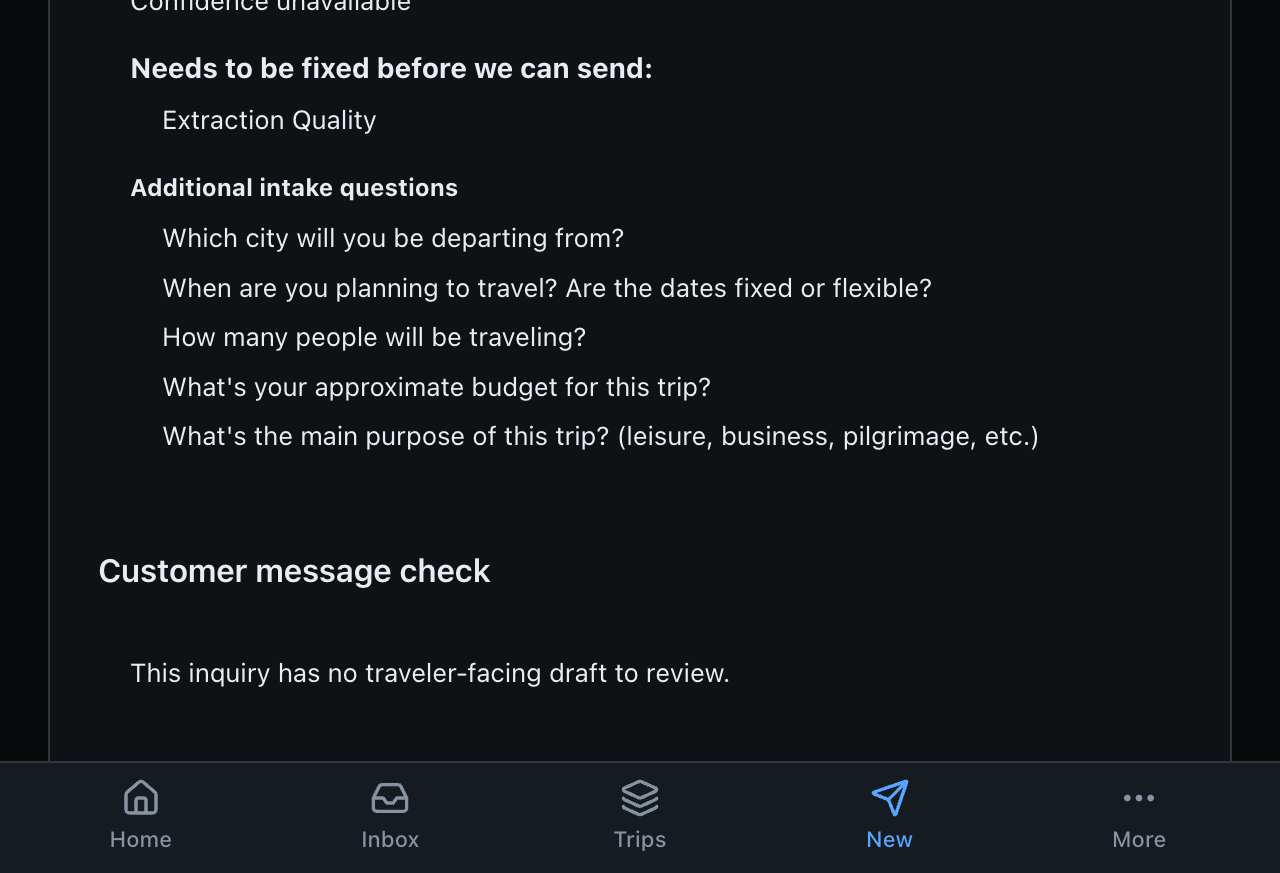 Confidence unavailable
Needs to be fixed before we can send:
Extraction Quality
Additional intake questions
Which city will you be departing from?
When are you planning to travel? Are the dates fixed or flexible?
How many people will be traveling?
What's your approximate budget for this trip?
What's the main purpose of this trip? (leisure, business, pilgrimage, etc.)
Customer message check
This inquiry has no traveler-facing draft to review.
Home
Inbox
Trips
New
More